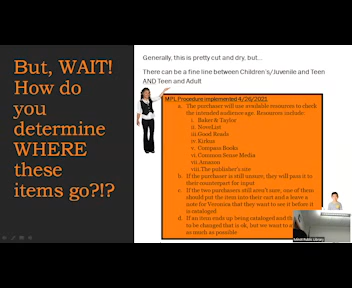 But, WAIT!
How do
you
determine
WHERE
these
items go?!?
Generally, this is pretty cut and dry, but...
There can be a fine line between Children's/Juvenile and Teen
AND Teen and Adult
MPL Procedure implemented 4/26/2021
a. The purchaser will use available resources to check
the intended audience age. Resources include:
i. Baker & Taylor
ii. NoveList
iii. Good Reads
iv. Kirkus
v. Compass Books
vi. Common Sense Media
vii. Amazon
viii. The publisher's site
b. If the purchaser is still unsure, they will pass it to
their counterpart for input
c. If the two purchasers still aren't sure, one of them
should put the item into their cart and leave a
note for Veronica that they want to see it before it
is cataloged
d. If an item ends up being cataloged and
to be changed that is ok, but we want to
as much as possible
Public Library